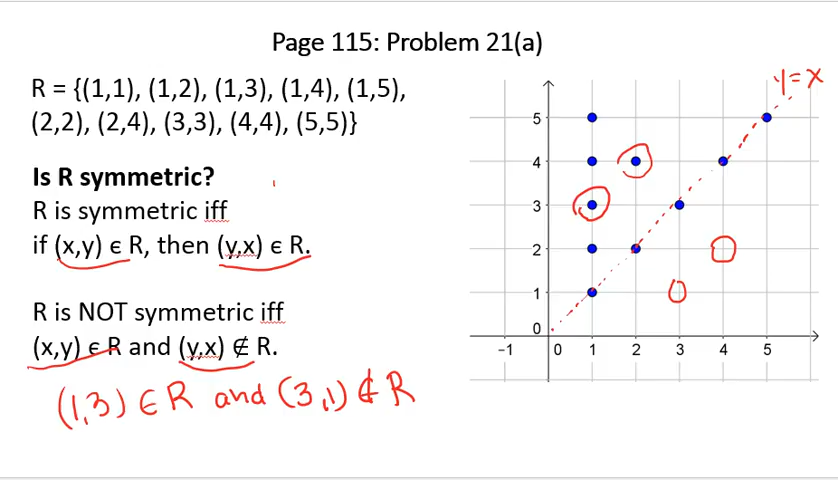 Page 115: Problem 21(a)
R = {(1,1), (1,2), (1,3), (1,4), (1,5),
(2,2), (2,4), (3,3), (4,4), (5,5)}
Is R symmetric?
R is symmetric iff
if (x,y) ϵ R, then (y,x) ϵ R.
R is NOT symmetric iff
(x,y) ϵ R and (y,x) ∉ R.
(1,3) ∈ R and (3,1) ∉ R
y=x
5
4
3
2
1
0
-1 0 1 2 3 4 5